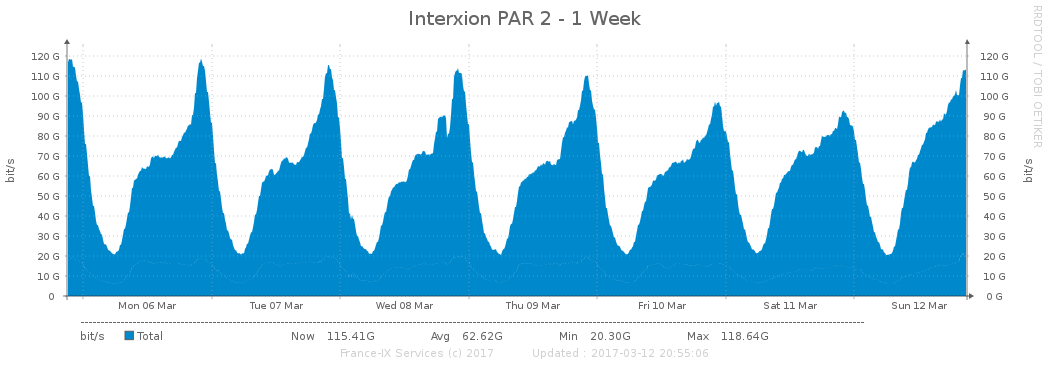 Interxion PAR 2 - 1 Week
RRDTOOL / TOBI OETIKER
bit/s
120 G
110 G
100 G
90 G
80 G
70 G
60 G
50 G
40 G
30 G
20 G
10 G
0
120 G
110 G
100 G
90 G
80 G
70 G
60 G
50 G
40 G
30 G
20 G
10 G
0 G
bit/s
Mon 06 Mar Tue 07 Mar Wed 08 Mar Thu 09 Mar Fri 10 Mar Sat 11 Mar Sun 12 Mar
bit/s Total Now 115.41G Avg 62.62G Min 20.30G Max 118.64G
France-IX Services (c) 2017 Updated : 2017-03-12 20:55:06